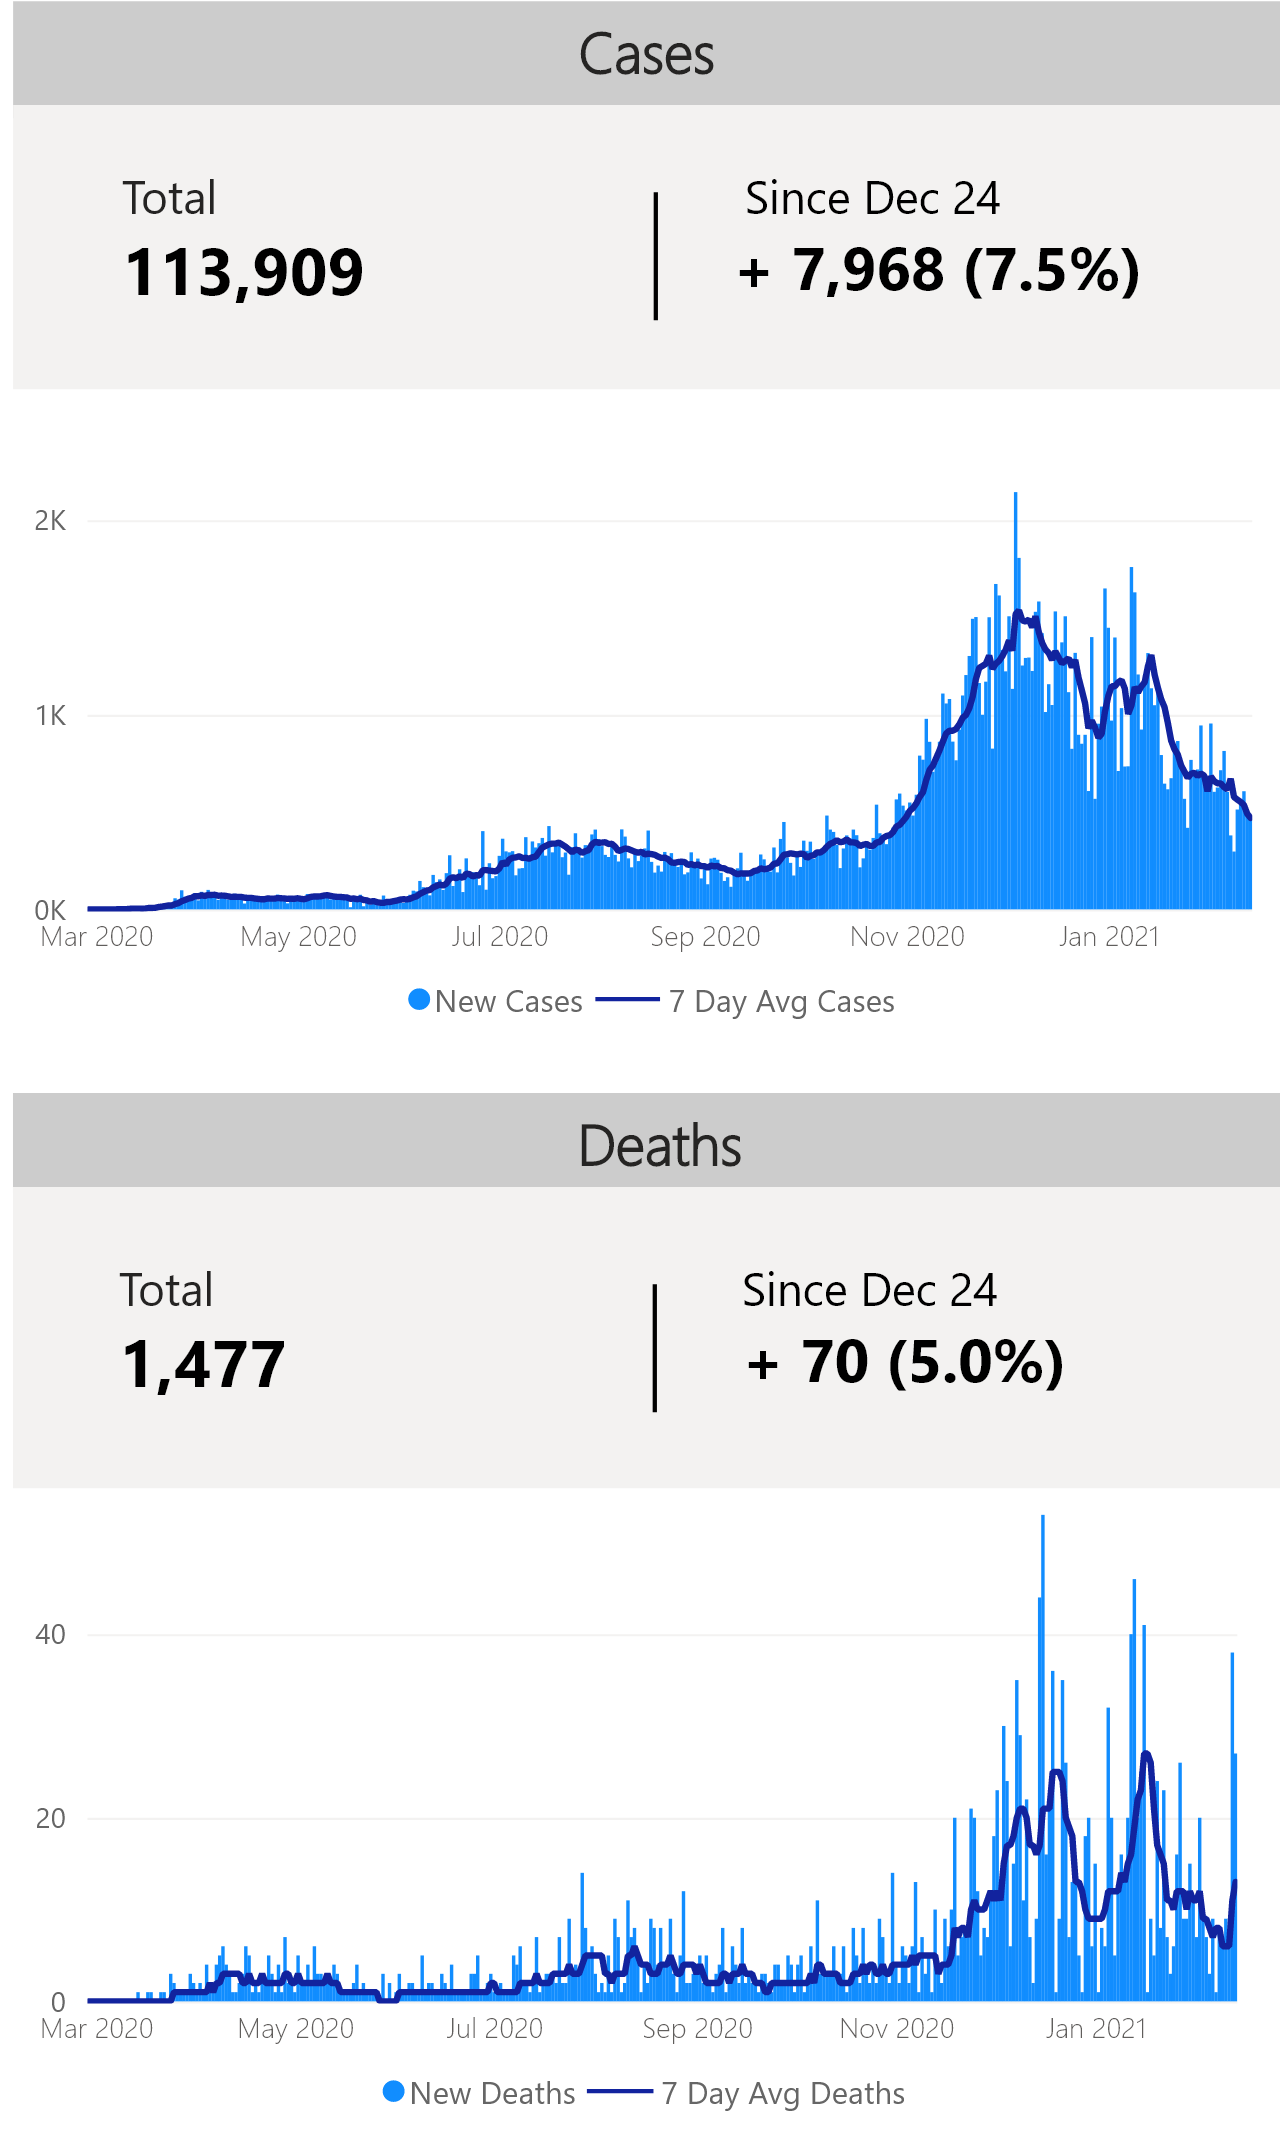 Cases
Total
Since Dec 24
113,909
+ 7,968 (7.5%)
2K
1K
0K
Mar 2020 May 2020 Jul 2020 Sep 2020 Nov 2020 Jan 2021
New Cases 7 Day Avg Cases
Deaths
Total
Since Dec 24
1,477
+ 70 (5.0%)
40
20
0
Mar 2020 May 2020 Jul 2020 Sep 2020 Nov 2020 Jan 2021
New Deaths 7 Day Avg Deaths